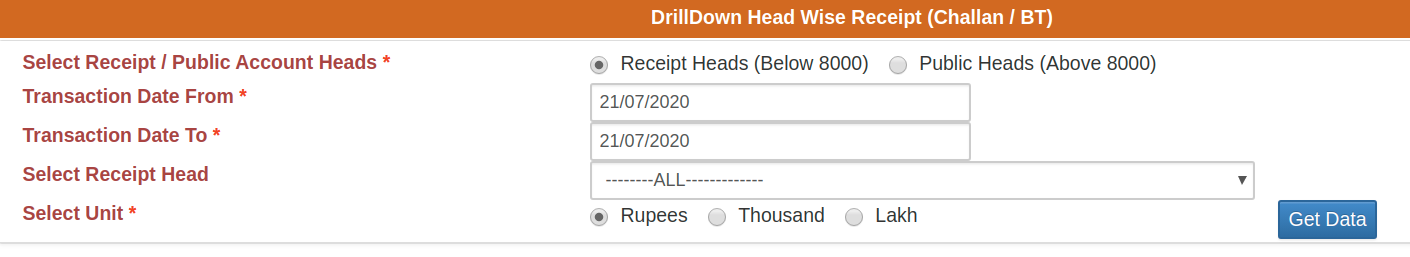 DrillDown Head Wise Receipt (Challan / BT)
Select Receipt / Public Account Heads * Receipt Heads (Below 8000) Public Heads (Above 8000)
Transaction Date From * 21/07/2020
Transaction Date To * 21/07/2020
Select Receipt Head --------ALL-------------
Select Unit * Rupees Thousand Lakh Get Data